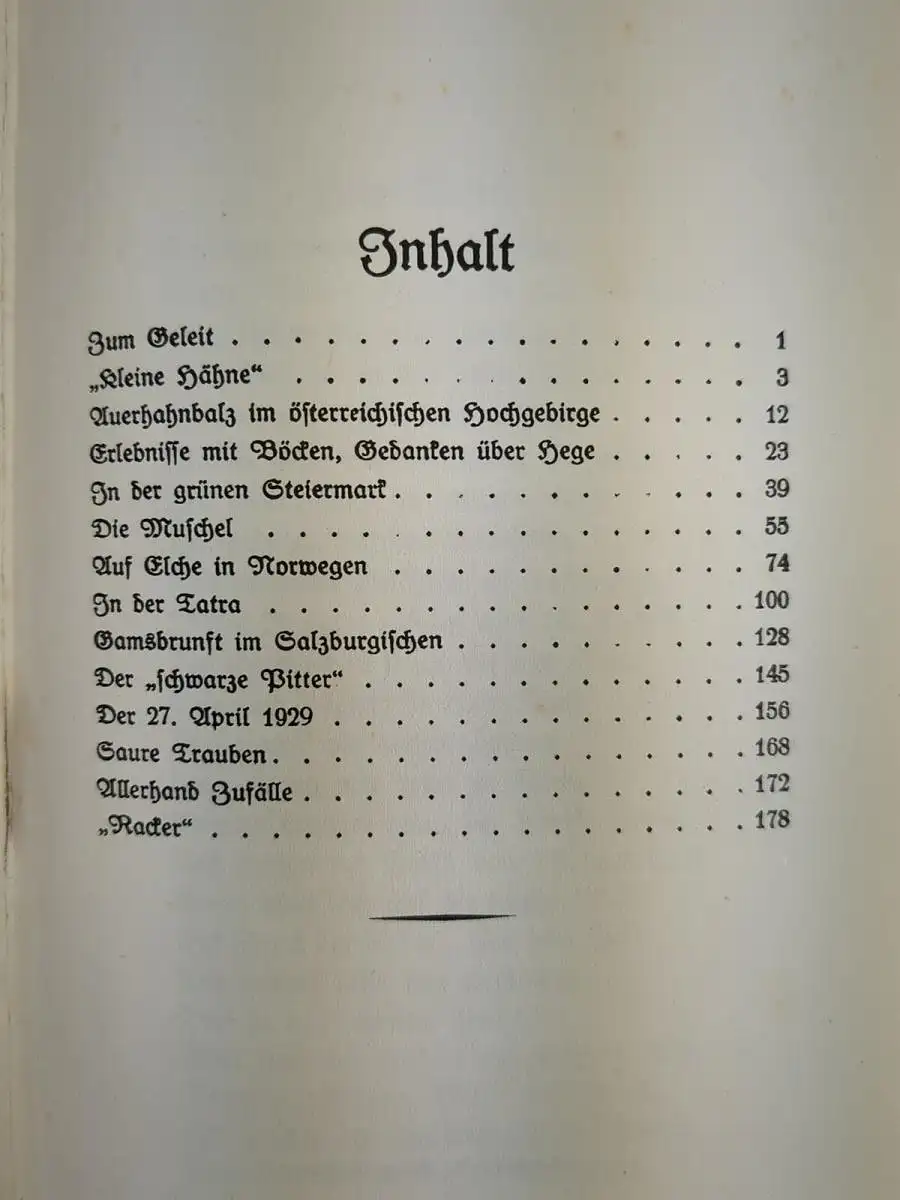 Inhalt
Zum Geleit . . . . . . . . . . . . . . . . . 1
„Kleine Hähne“ . . . . . . . . . . . . . . . 3
Auerhahnbalz im österreichischen Hochgebirge . . . . . 12
Erlebnisse mit Böcken, Gedanken über Hege . . . . . 23
In der grünen Steiermark . . . . . . . . . . . . 39
Die Muschel . . . . . . . . . . . . . . . . 55
Auf Elche in Norwegen . . . . . . . . . . . . 74
In der Tatra . . . . . . . . . . . . . . . . 100
Gamsbrunft im Salzburgischen . . . . . . . . . . 128
Der „schwarze Pitter“ . . . . . . . . . . . . . 145
Der 27. April 1929 . . . . . . . . . . . . . . 156
Saure Trauben . . . . . . . . . . . . . . . . 168
Allerhand Zufälle . . . . . . . . . . . . . . . 172
„Racker“ . . . . . . . . . . . . . . . . . . 178